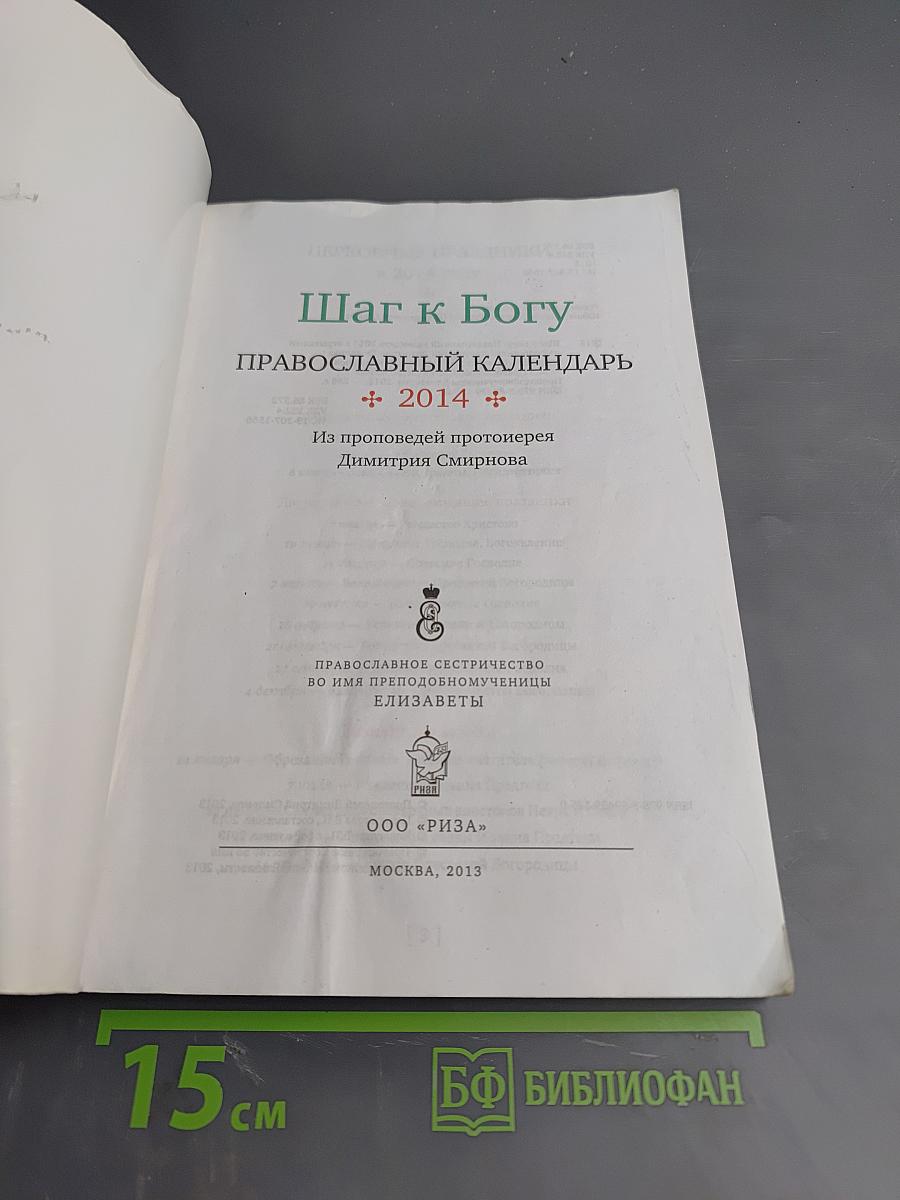 Шаг к Богу
ПРАВОСЛАВНЫЙ КАЛЕНДАРЬ
2014
Из проповедей протоиерея
Димитрия Смирнова
ПРАВОСЛАВНОЕ СЕСТРИЧЕСТВО
ВО ИМЯ ПРЕПОДОБНОМУЧЕНИЦЫ
ЕЛИЗАВЕТЫ
РИЗА
ООО «РИЗА»
МОСКВА, 2013
15 см
БФ БИБЛИОФАН